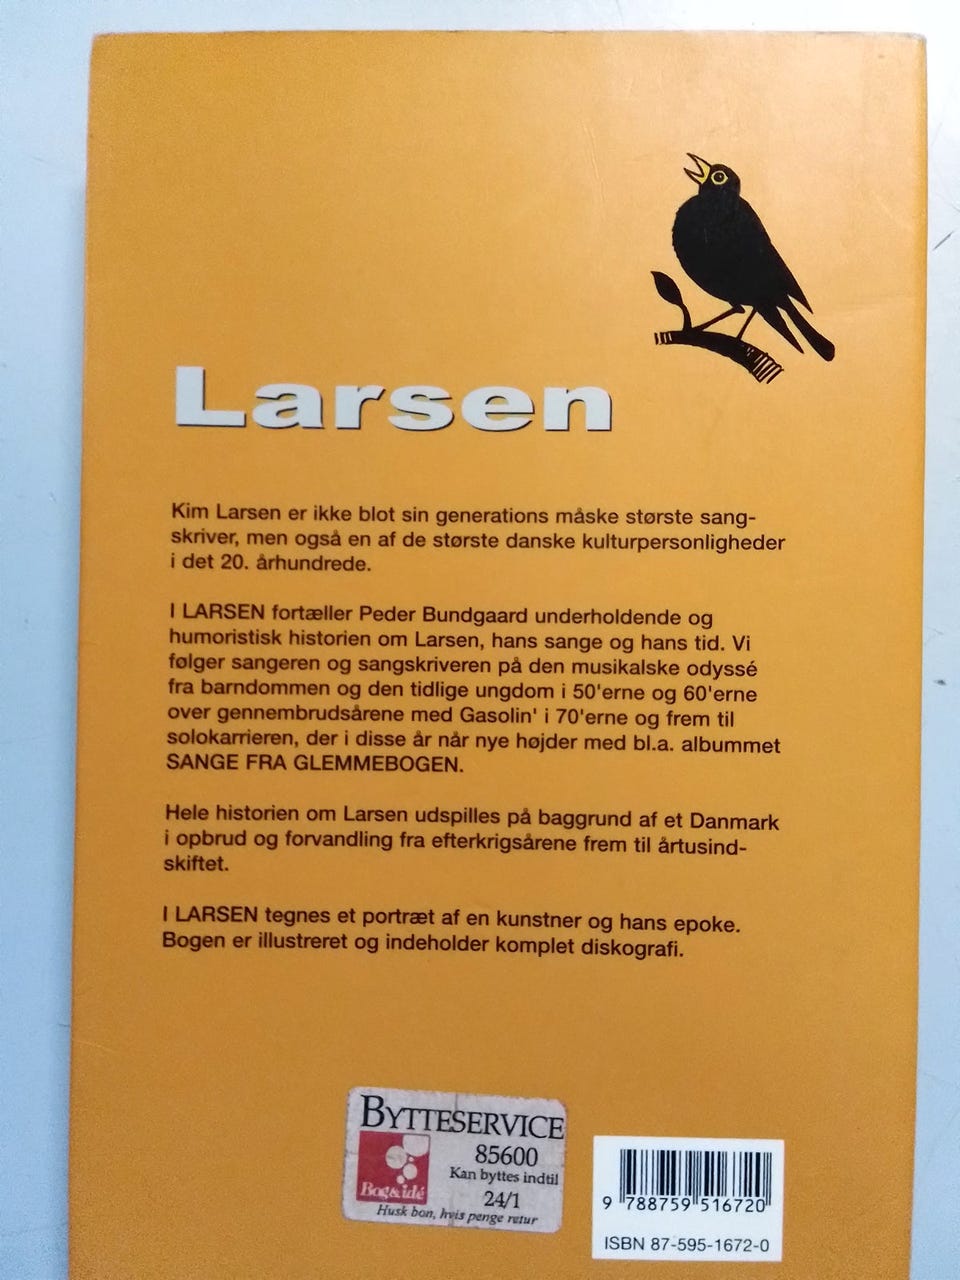 Larsen
Kim Larsen er ikke blot sin generations måske største sang-
skriver, men også en af de største danske kulturpersonligheder
i det 20. århundrede.
I LARSEN fortæller Peder Bundgaard underholdende og
humoristisk historien om Larsen, hans sange og hans tid. Vi
følger sangeren og sangskriveren på den musikalske odyssé
fra barndommen og den tidlige ungdom i 50'erne og 60'erne
over gennembrudsårene med Gasolin' i 70'erne og frem til
solokarrieren, der i disse år når nye højder med bl.a. albummet
SANGE FRA GLEMMEBOGEN.
Hele historien om Larsen udspilles på baggrund af et Danmark
i opbrud og forvandling fra efterkrigsårene frem til årtusind-
skiftet.
I LARSEN tegnes et portræt af en kunstner og hans epoke.
Bogen er illustreret og indeholder komplet diskografi.
BYTTESERVICE
85600
Kan byttes indtil
24/1
Bog&idé
Husk bon, hvis penge retur
9 788759 516720
ISBN 87-595-1672-0